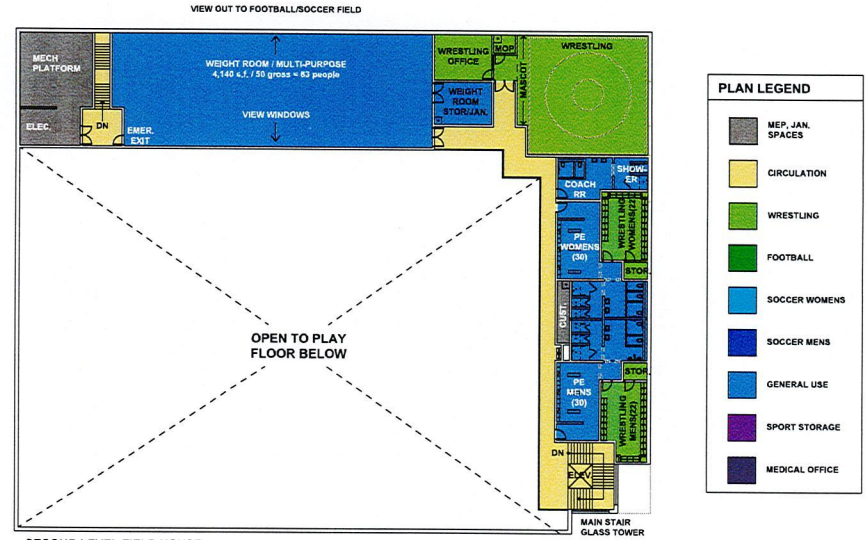 VIEW OUT TO FOOTBALL/SOCCER FIELD
MECH
PLATFORM
ELEC.
DN
EMER.
EXIT
WEIGHT ROOM / MULTI-PURPOSE
4,140 s.f. / 50 gross = 83 people
VIEW WINDOWS
WRESTLING
OFFICE
MOP
WEIGHT
ROOM
STOR/JAN.
MASCOT
WRESTLING
COACH
RR
SHOW-
ER
PE
WOMENS
(30)
WRESTLING
WOMENS(22)
STOR
CUST.
OPEN TO PLAY
FLOOR BELOW
STOR
PE
MENS
(30)
WRESTLING
MENS(22)
DN
ELEV.
MAIN STAIR
GLASS TOWER
PLAN LEGEND
MEP, JAN.
SPACES
CIRCULATION
WRESTLING
FOOTBALL
SOCCER WOMENS
SOCCER MENS
GENERAL USE
SPORT STORAGE
MEDICAL OFFICE